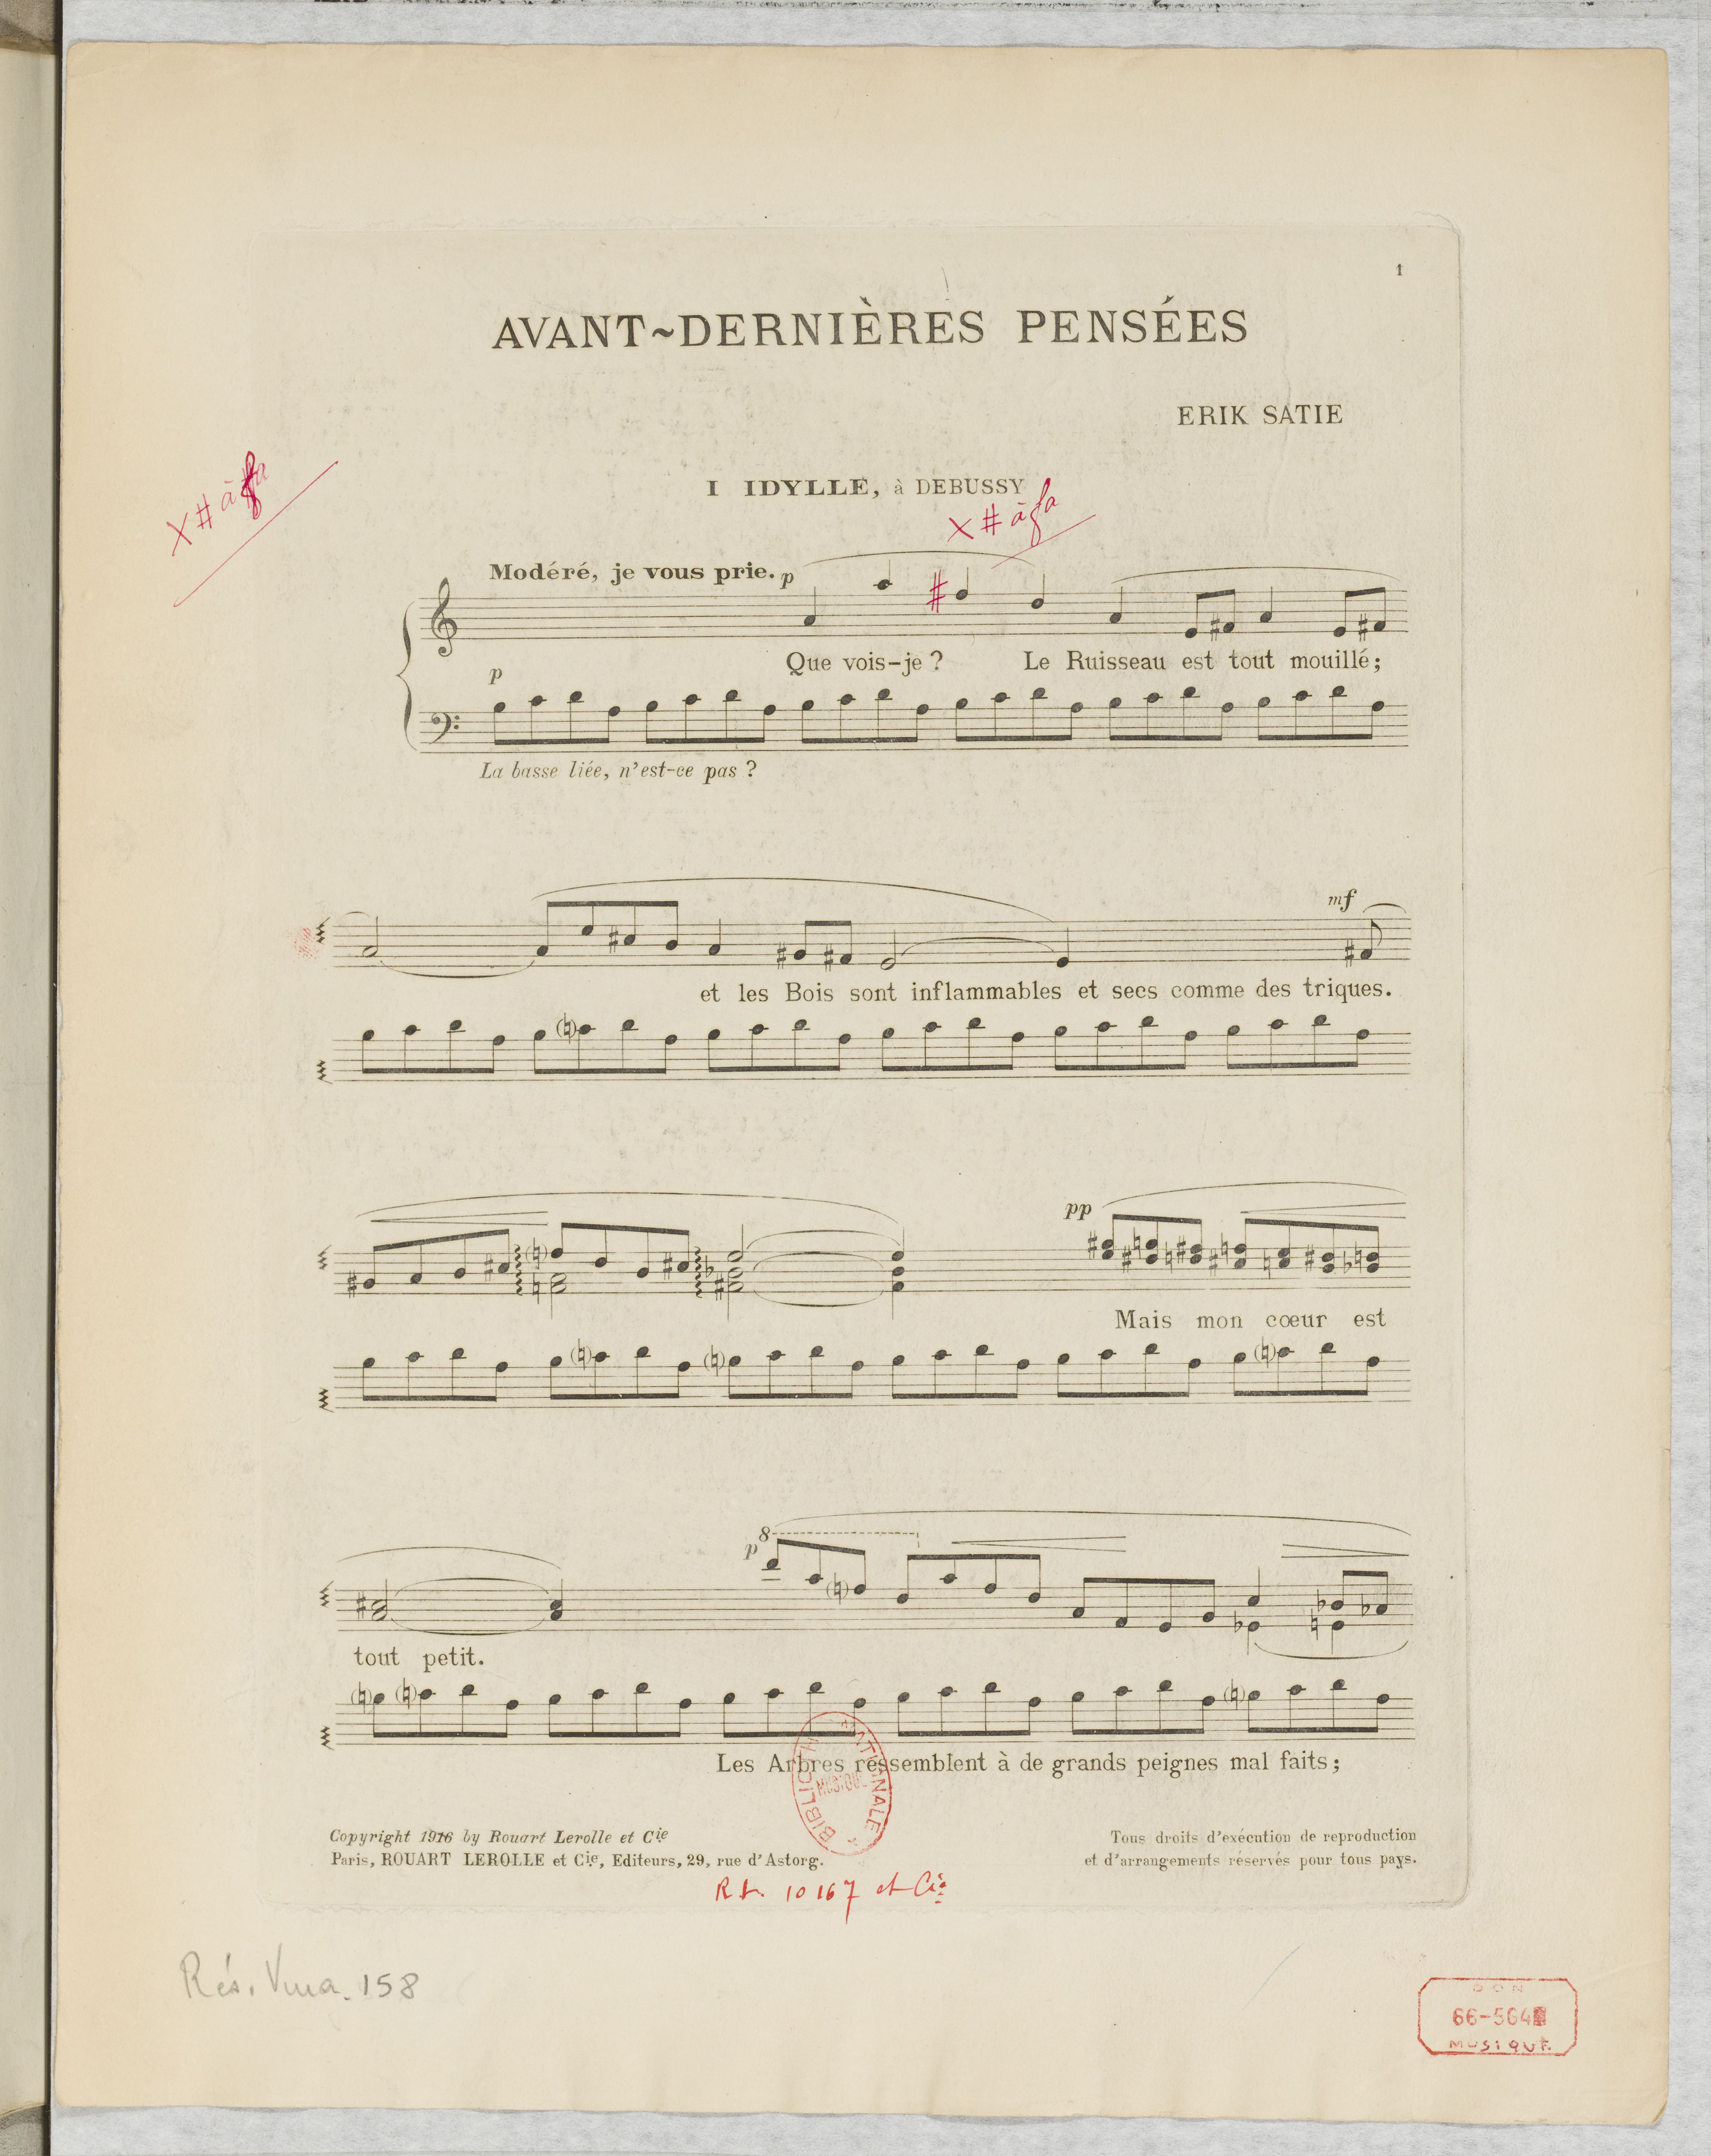 1
AVANT~DERNIÈRES PENSÉES
ERIK SATIE
I IDYLLE, à DEBUSSY
X # à fa
X # à fa
Modéré, je vous prie. p
#
Que vois-je ? Le Ruisseau est tout mouillé;
p
La basse liée, n'est-ce pas ?
mf
et les Bois sont inflammables et secs comme des triques.
pp
Mais mon cœur est
8
p
tout petit.
Les Arbres ressemblent à de grands peignes mal faits;
BIBLIOTH NATIONALE
MUSIQUE
Copyright 1916 by Rouart Lerolle et Cie
Paris, ROUART LEROLLE et Cie, Editeurs, 29, rue d'Astorg.
Tous droits d'exécution de reproduction
et d'arrangements réservés pour tous pays.
R L. 10167 et Cie
Rés. Vma. 158
DON
66-564
MUSIQUE